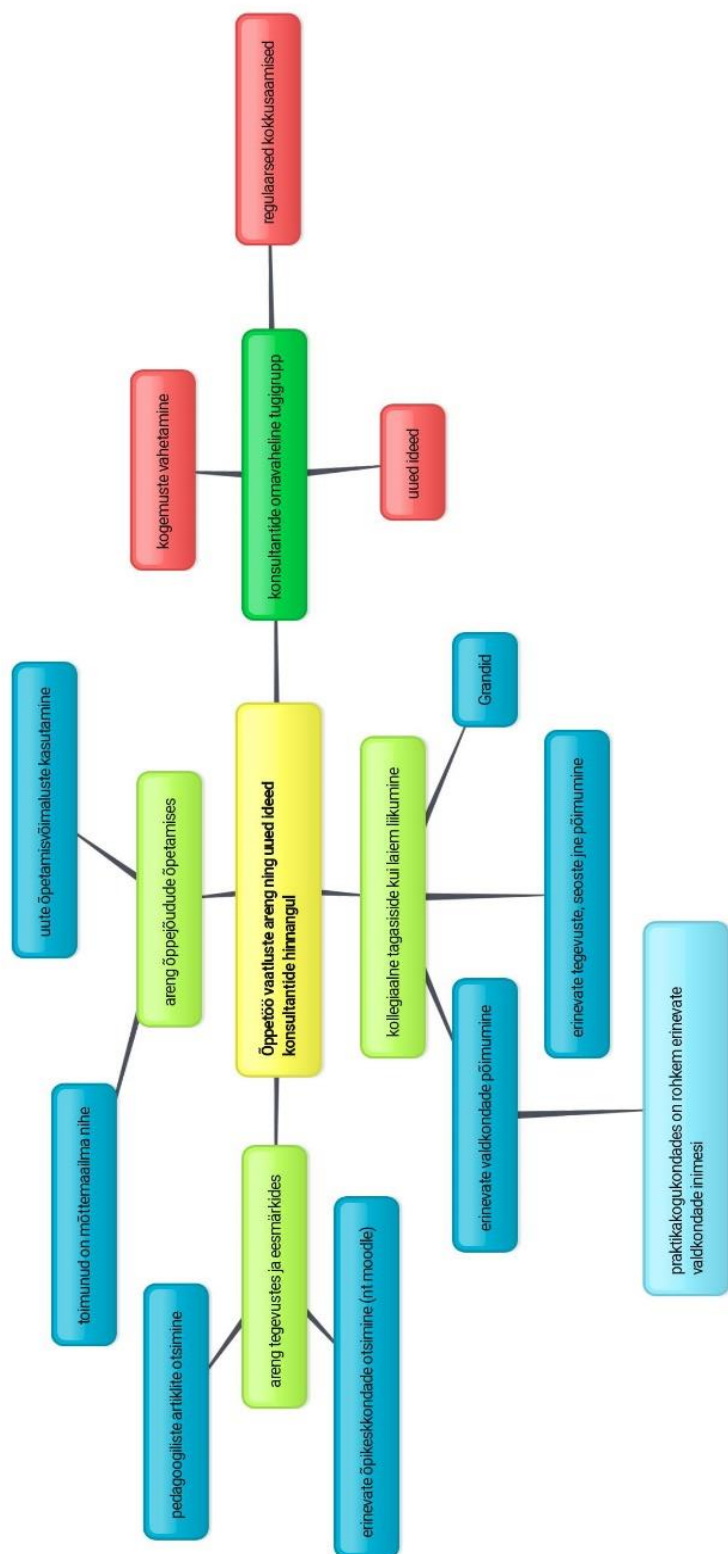 toimunud on mõttemaailma nihe
uute õpetamisvõimaluste kasutamine
pedagoogiliste artiklite otsimine
areng õppejõudude õpetamises
kogemuste vahetamine
areng tegevustes ja eesmärkides
Õppetöö vaatluste areng ning uued ideed
konsultantide hinnangul
konsultantide omavaheline tugigrupp
regulaarsed kokkusaamised
erinevate õpikeskkondade otsimine (nt moodle)
kollegiaalne tagasiside kui laiem liikumine
uued ideed
erinevate valdkondade põimumine
Grandid
erinevate tegevuste, seoste jne põimumine
praktikakogukondades on rohkem erinevate
valdkondade inimesi